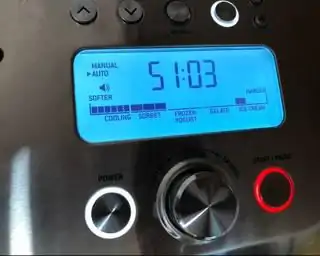 MANUAL
AUTO
51:03
SOFTER
HARDER
COOLING
SORBET
FROZEN YOGURT
GELATO
ICE CREAM
POWER
START / PAUSE